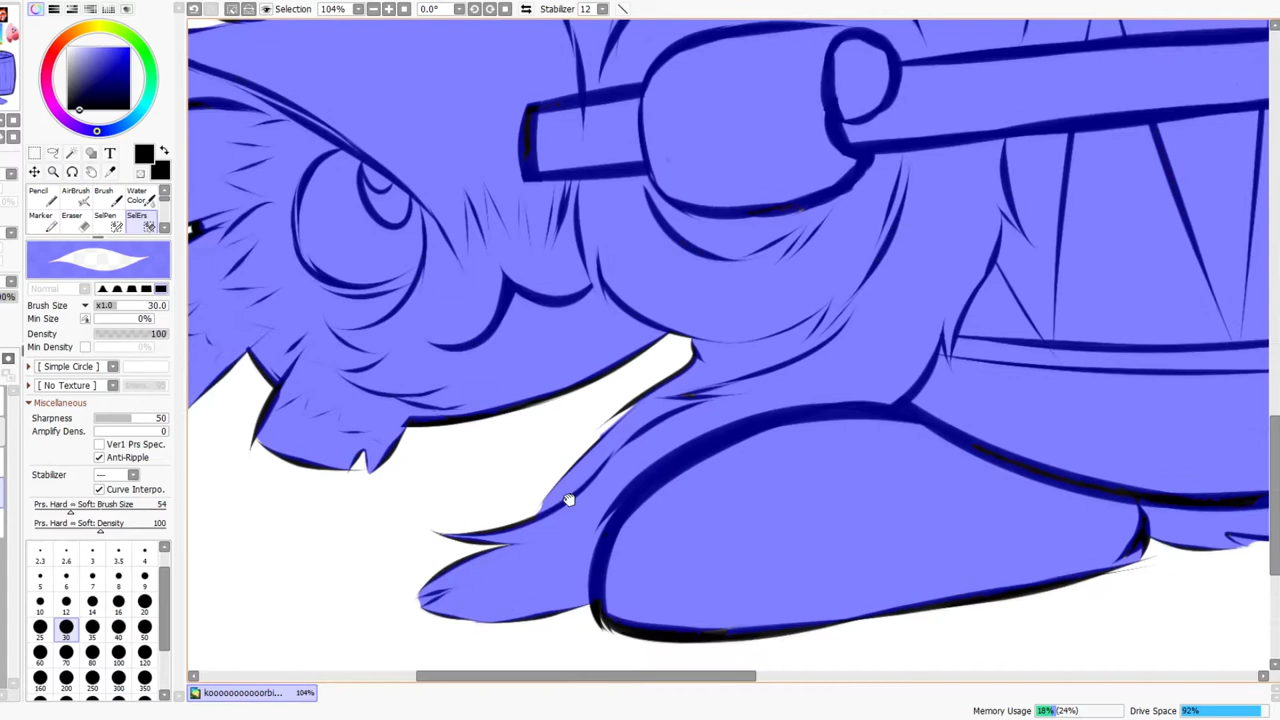 Selection 104% 0.0° Stabilizer 12
T
Pencil AirBrush Brush Water Color
Marker Eraser SelPen SelErs
Normal
Brush Size x1.0 30.0
Min Size 0%
Density 100
Min Density 0%
[ Simple Circle ]
[ No Texture ] 95
Miscellaneous
Sharpness 50
Amplify Dens. 0
Ver1 Prs Spec.
Anti-Ripple
Stabilizer ---
Curve Interpo.
Prs. Hard ⇔ Soft: Brush Size 54
Prs. Hard ⇔ Soft: Density 100
2.3 2.6 3 3.5 4
5 6 7 8 9
10 12 14 16 20
25 30 35 40 50
60 70 80 100 120
160 200 250 300 350
kooooooooooorbi... 104%
Memory Usage 18% (24%) Drive Space 92%